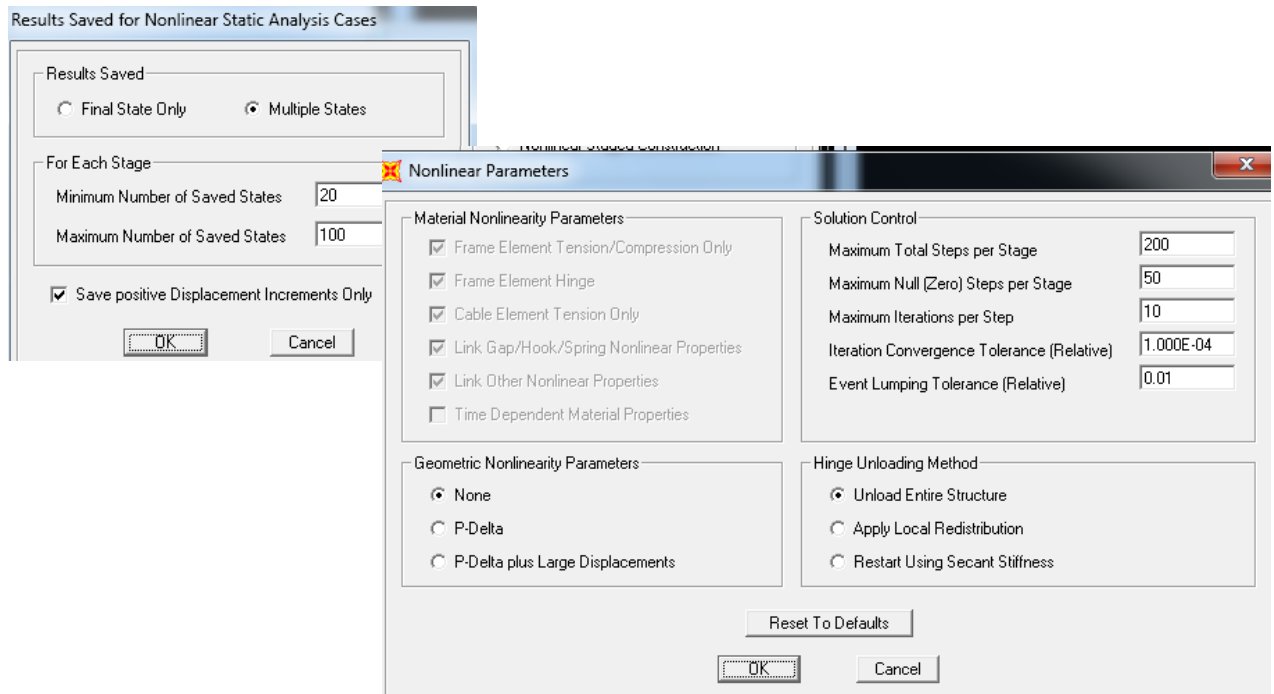 Results Saved for Nonlinear Static Analysis Cases
Results Saved
Final State Only
Multiple States
For Each Stage
Minimum Number of Saved States
20
Maximum Number of Saved States
100
Save positive Displacement Increments Only
OK
Cancel
Nonlinear Staged Construction
Nonlinear Parameters
Material Nonlinearity Parameters
Frame Element Tension/Compression Only
Frame Element Hinge
Cable Element Tension Only
Link Gap/Hook/Spring Nonlinear Properties
Link Other Nonlinear Properties
Time Dependent Material Properties
Solution Control
Maximum Total Steps per Stage
200
Maximum Null (Zero) Steps per Stage
50
Maximum Iterations per Step
10
Iteration Convergence Tolerance (Relative)
1.000E-04
Event Lumping Tolerance (Relative)
0.01
Geometric Nonlinearity Parameters
None
P-Delta
P-Delta plus Large Displacements
Hinge Unloading Method
Unload Entire Structure
Apply Local Redistribution
Restart Using Secant Stiffness
Reset To Defaults
OK
Cancel